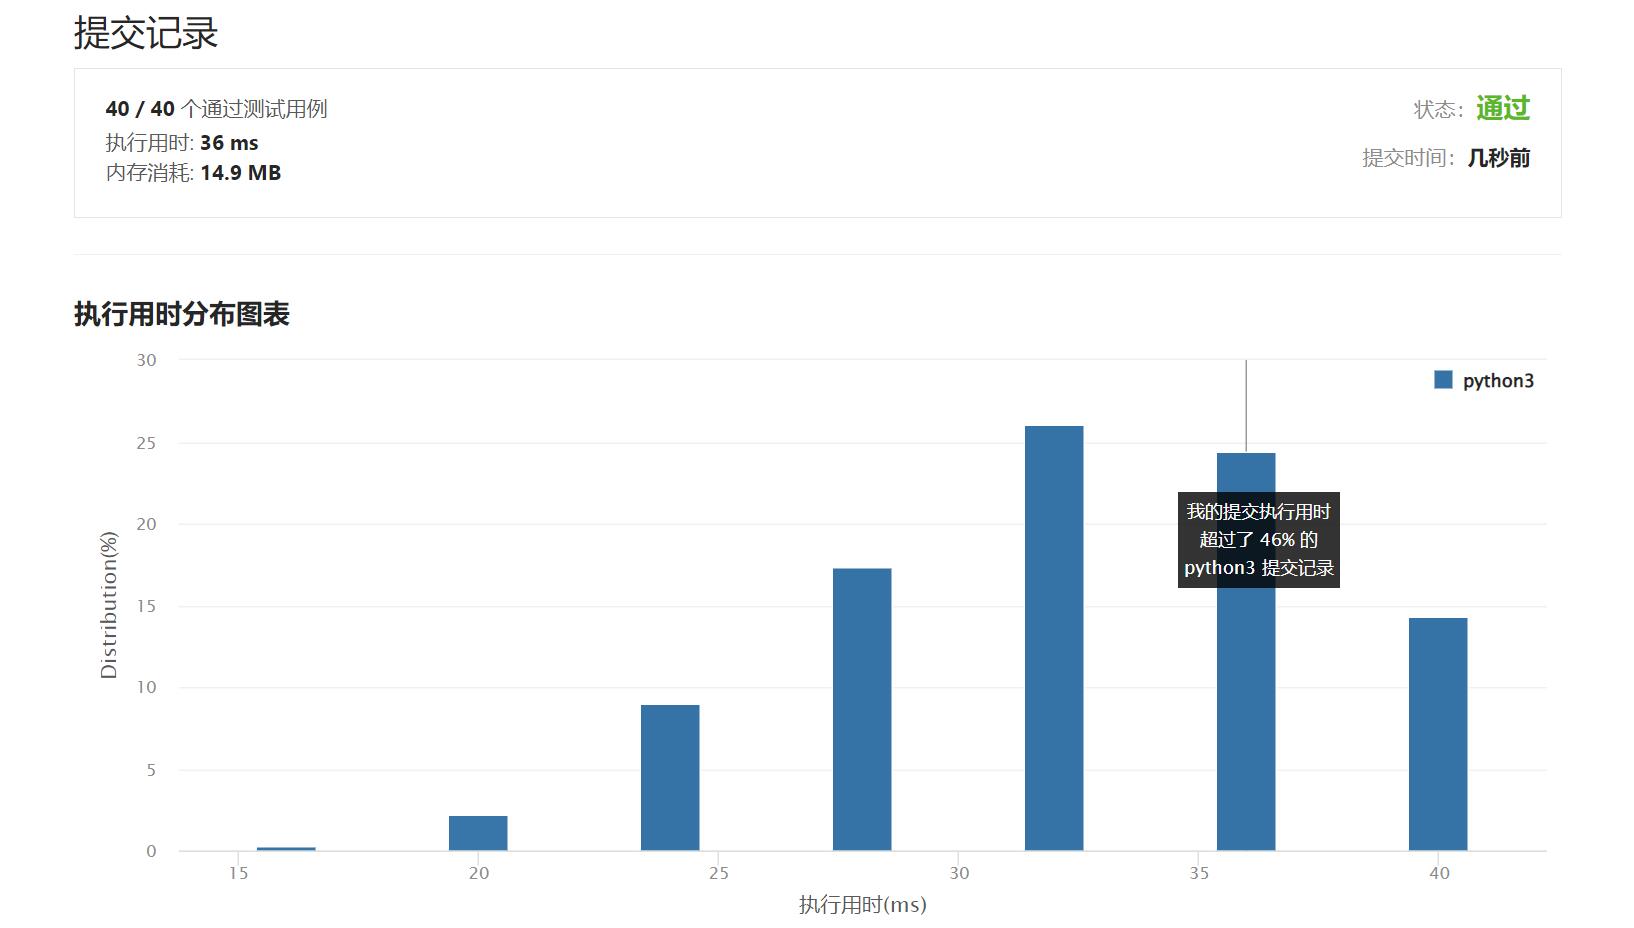 提交记录
40 / 40 个通过测试用例
状态：通过
执行用时: 36 ms
提交时间：几秒前
内存消耗: 14.9 MB
执行用时分布图表
30
python3
25
我的提交执行用时
超过了 46% 的
python3 提交记录
20
Distribution(%)
15
10
5
0
15 20 25 30 35 40
执行用时(ms)